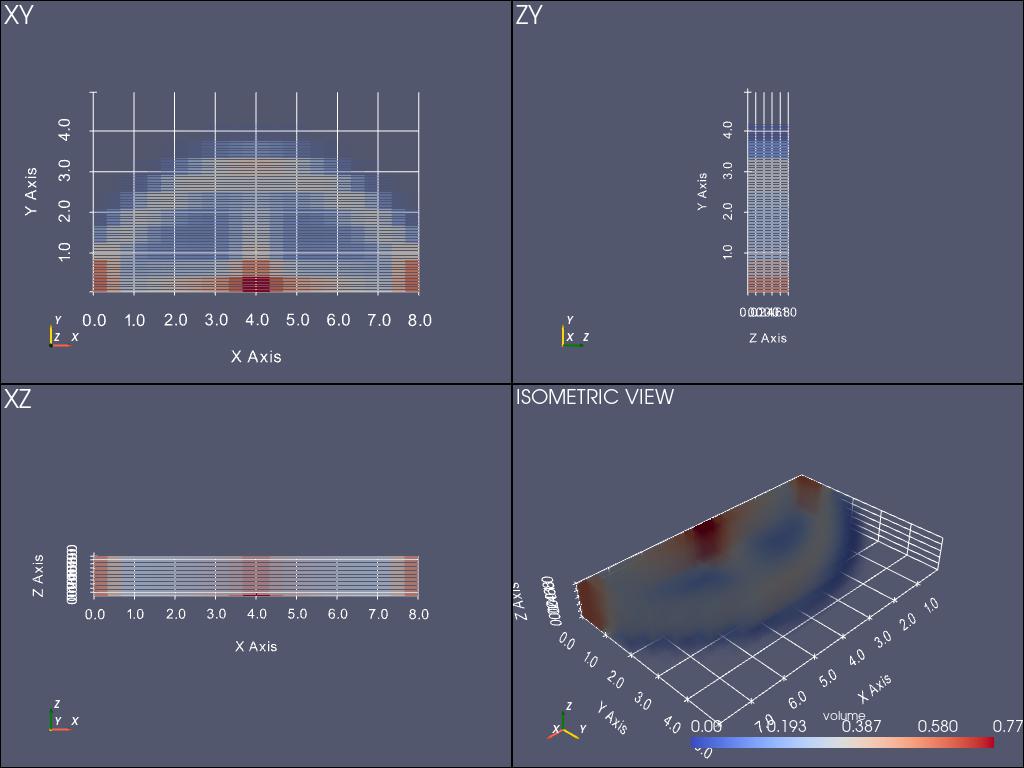 XY
4.0
3.0
2.0
1.0
Y Axis
0.0 1.0 2.0 3.0 4.0 5.0 6.0 7.0 8.0
X Axis
Y
Z X
ZY
4.0
3.0
2.0
1.0
Y Axis
Z Axis
Y
X Z
XZ
Z Axis
0.0 1.0 2.0 3.0 4.0 5.0 6.0 7.0 8.0
X Axis
Z
Y X
ISOMETRIC VIEW
Z Axis
0.0 1.0 2.0 3.0 4.0
Y Axis
1.0 2.0 3.0 4.0 5.0 6.0
X Axis
Z
X Y
volume
0.00 0.193 0.387 0.580 0.77